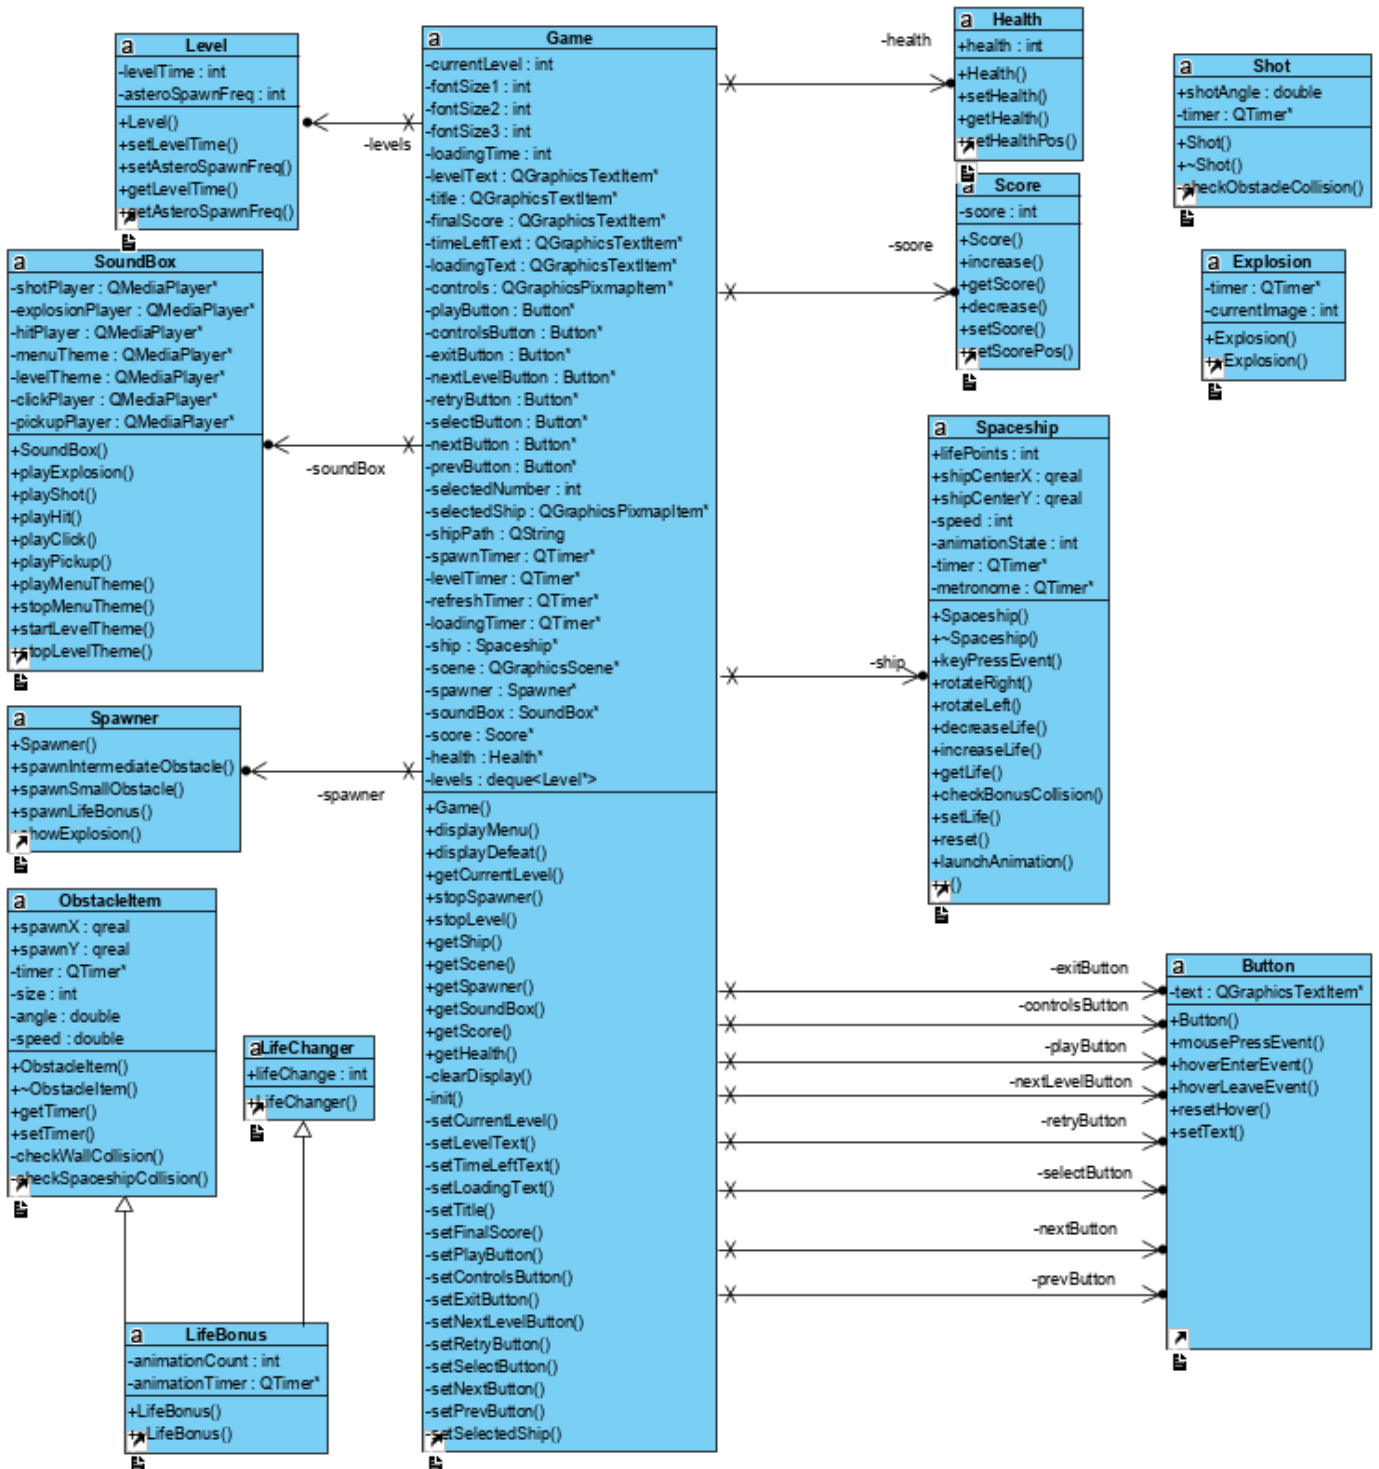 Level
-levelTime : int
-asteroSpawnFreq : int
+Level()
+setLevelTime()
+setAsteroSpawnFreq()
+getLevelTime()
+getAsteroSpawnFreq()
SoundBox
-shotPlayer : QMediaPlayer*
-explosionPlayer : QMediaPlayer*
-hitPlayer : QMediaPlayer*
-menuTheme : QMediaPlayer*
-levelTheme : QMediaPlayer*
-clickPlayer : QMediaPlayer*
-pickupPlayer : QMediaPlayer*
+SoundBox()
+playExplosion()
+playShot()
+playHit()
+playClick()
+playPickup()
+playMenuTheme()
+stopMenuTheme()
+startLevelTheme()
+stopLevelTheme()
Spawner
+Spawner()
+spawnIntermediateObstacle()
+spawnSmallObstacle()
+spawnLifeBonus()
showExplosion()
ObstacleItem
+spawnX : qreal
+spawnY : qreal
-timer : QTimer*
-size : int
-angle : double
-speed : double
+ObstacleItem()
+~ObstacleItem()
+getTimer()
+setTimer()
-checkWallCollision()
-checkSpaceshipCollision()
LifeChanger
+lifeChange : int
+LifeChanger()
LifeBonus
-animationCount : int
-animationTimer : QTimer*
+LifeBonus()
+~LifeBonus()
-levels
-soundBox
-spawner
Game
-currentLevel : int
-fontSize1 : int
-fontSize2 : int
-fontSize3 : int
-loadingTime : int
-levelText : QGraphicsTextItem*
-title : QGraphicsTextItem*
-finalScore : QGraphicsTextItem*
-timeLeftText : QGraphicsTextItem*
-loadingText : QGraphicsTextItem*
-controls : QGraphicsPixmapItem*
-playButton : Button*
-controlsButton : Button*
-exitButton : Button*
-nextLevelButton : Button*
-retryButton : Button*
-selectButton : Button*
-nextButton : Button*
-prevButton : Button*
-selectedNumber : int
-selectedShip : QGraphicsPixmapItem*
-shipPath : QString
-spawnTimer : QTimer*
-levelTimer : QTimer*
-refreshTimer : QTimer*
-loadingTimer : QTimer*
-ship : Spaceship*
-scene : QGraphicsScene*
-spawner : Spawner*
-soundBox : SoundBox*
-score : Score*
-health : Health*
-levels : deque<Level*>
+Game()
+displayMenu()
+displayDefeat()
+getCurrentLevel()
+stopSpawner()
+stopLevel()
+getShip()
+getScene()
+getSpawner()
+getSoundBox()
+getScore()
+getHealth()
-clearDisplay()
-init()
-setCurrentLevel()
-setLevelText()
-setTimeLeftText()
-setLoadingText()
-setTitle()
-setFinalScore()
-setPlayButton()
-setControlsButton()
-setExitButton()
-setNextLevelButton()
-setRetryButton()
-setSelectButton()
-setNextButton()
-setPrevButton()
-setSelectedShip()
-health
-score
-ship
-exitButton
-controlsButton
-playButton
-nextLevelButton
-retryButton
-selectButton
-nextButton
-prevButton
Health
+health : int
+Health()
+setHealth()
+getHealth()
+setHealthPos()
Score
-score : int
+Score()
+increase()
+getScore()
+decrease()
+setScore()
+setScorePos()
Spaceship
+lifePoints : int
+shipCenterX : qreal
+shipCenterY : qreal
-speed : int
-animationState : int
-timer : QTimer*
-metronome : QTimer*
+Spaceship()
+~Spaceship()
+keyPressEvent()
+rotateRight()
+rotateLeft()
+decreaseLife()
+increaseLife()
+getLife()
+checkBonusCollision()
+setLife()
+reset()
+launchAnimation()
Shot
+shotAngle : double
-timer : QTimer*
+Shot()
+~Shot()
-checkObstacleCollision()
Explosion
-timer : QTimer*
-currentImage : int
+Explosion()
+~Explosion()
Button
-text : QGraphicsTextItem*
+Button()
+mousePressEvent()
+hoverEnterEvent()
+hoverLeaveEvent()
+resetHover()
+setText()